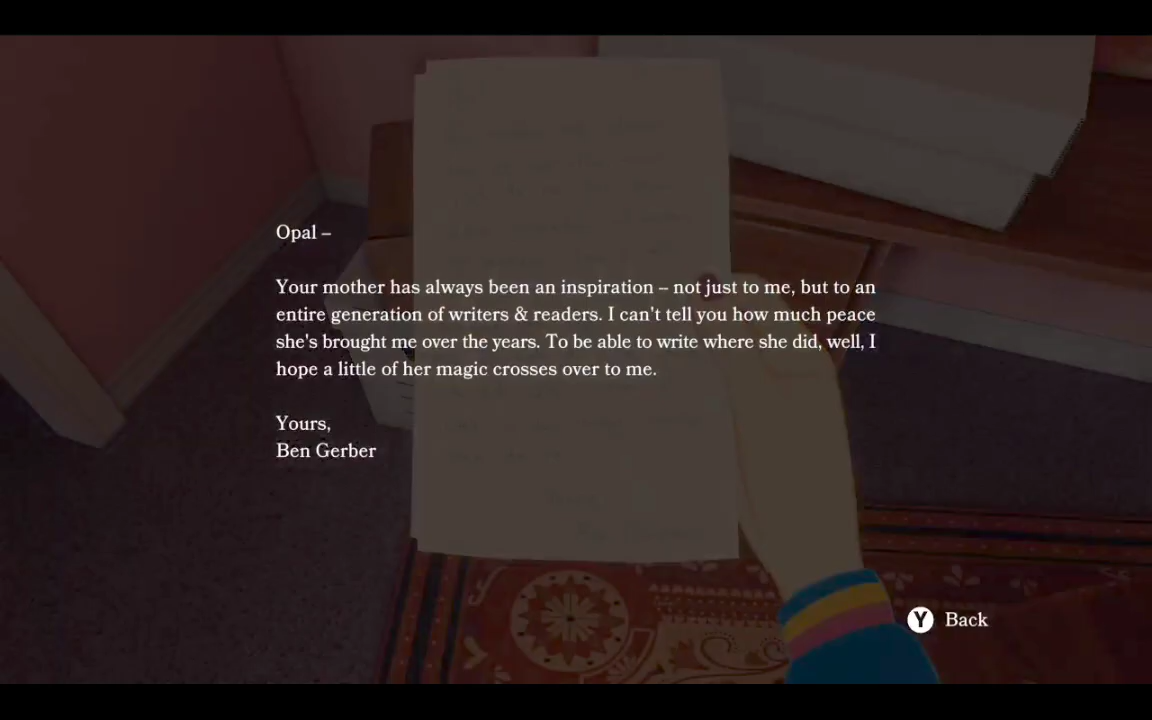 Opal –
Your mother has always been an inspiration – not just to me, but to an
entire generation of writers & readers. I can't tell you how much peace
she's brought me over the years. To be able to write where she did, well, I
hope a little of her magic crosses over to me.
Yours,
Ben Gerber
Y Back